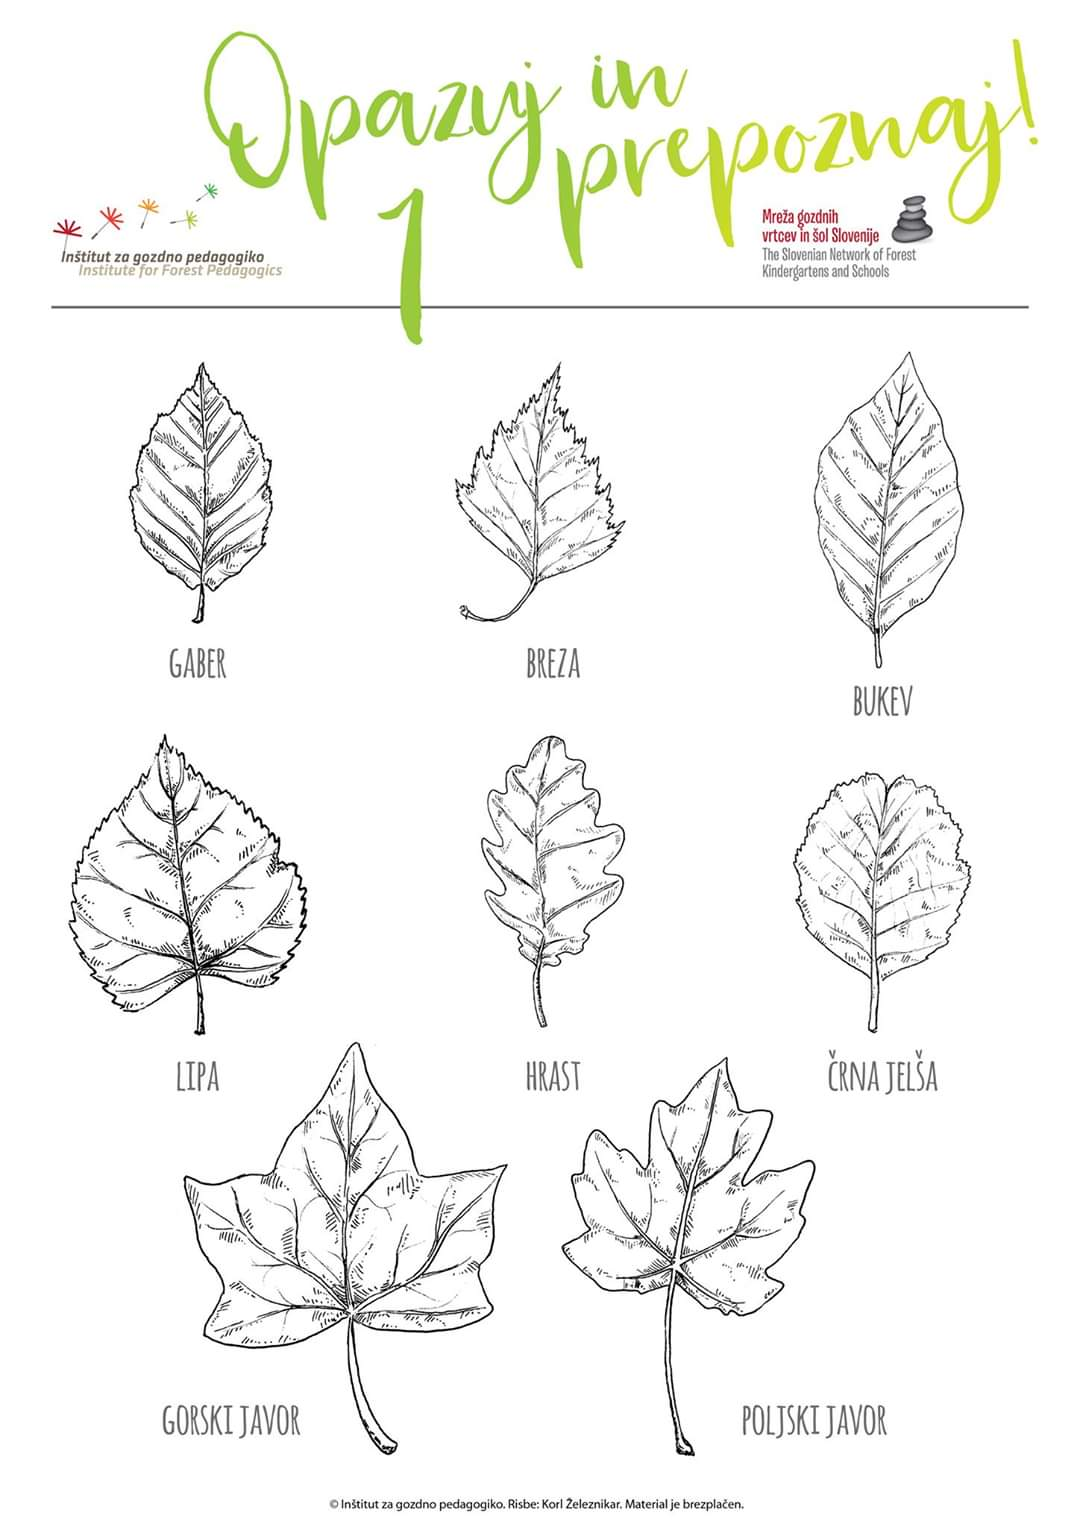 Opazuj in
prepoznaj!
1
Inštitut za gozdno pedagogiko
Institute for Forest Pedagogics
Mreža gozdnih
vrtcev in šol Slovenije
The Slovenian Network of Forest
Kindergartens and Schools
GABER
BREZA
BUKEV
LIPA
HRAST
ČRNA JELŠA
GORSKI JAVOR
POLJSKI JAVOR
© Inštitut za gozdno pedagogiko. Risbe: Korl Železnikar. Material je brezplačen.